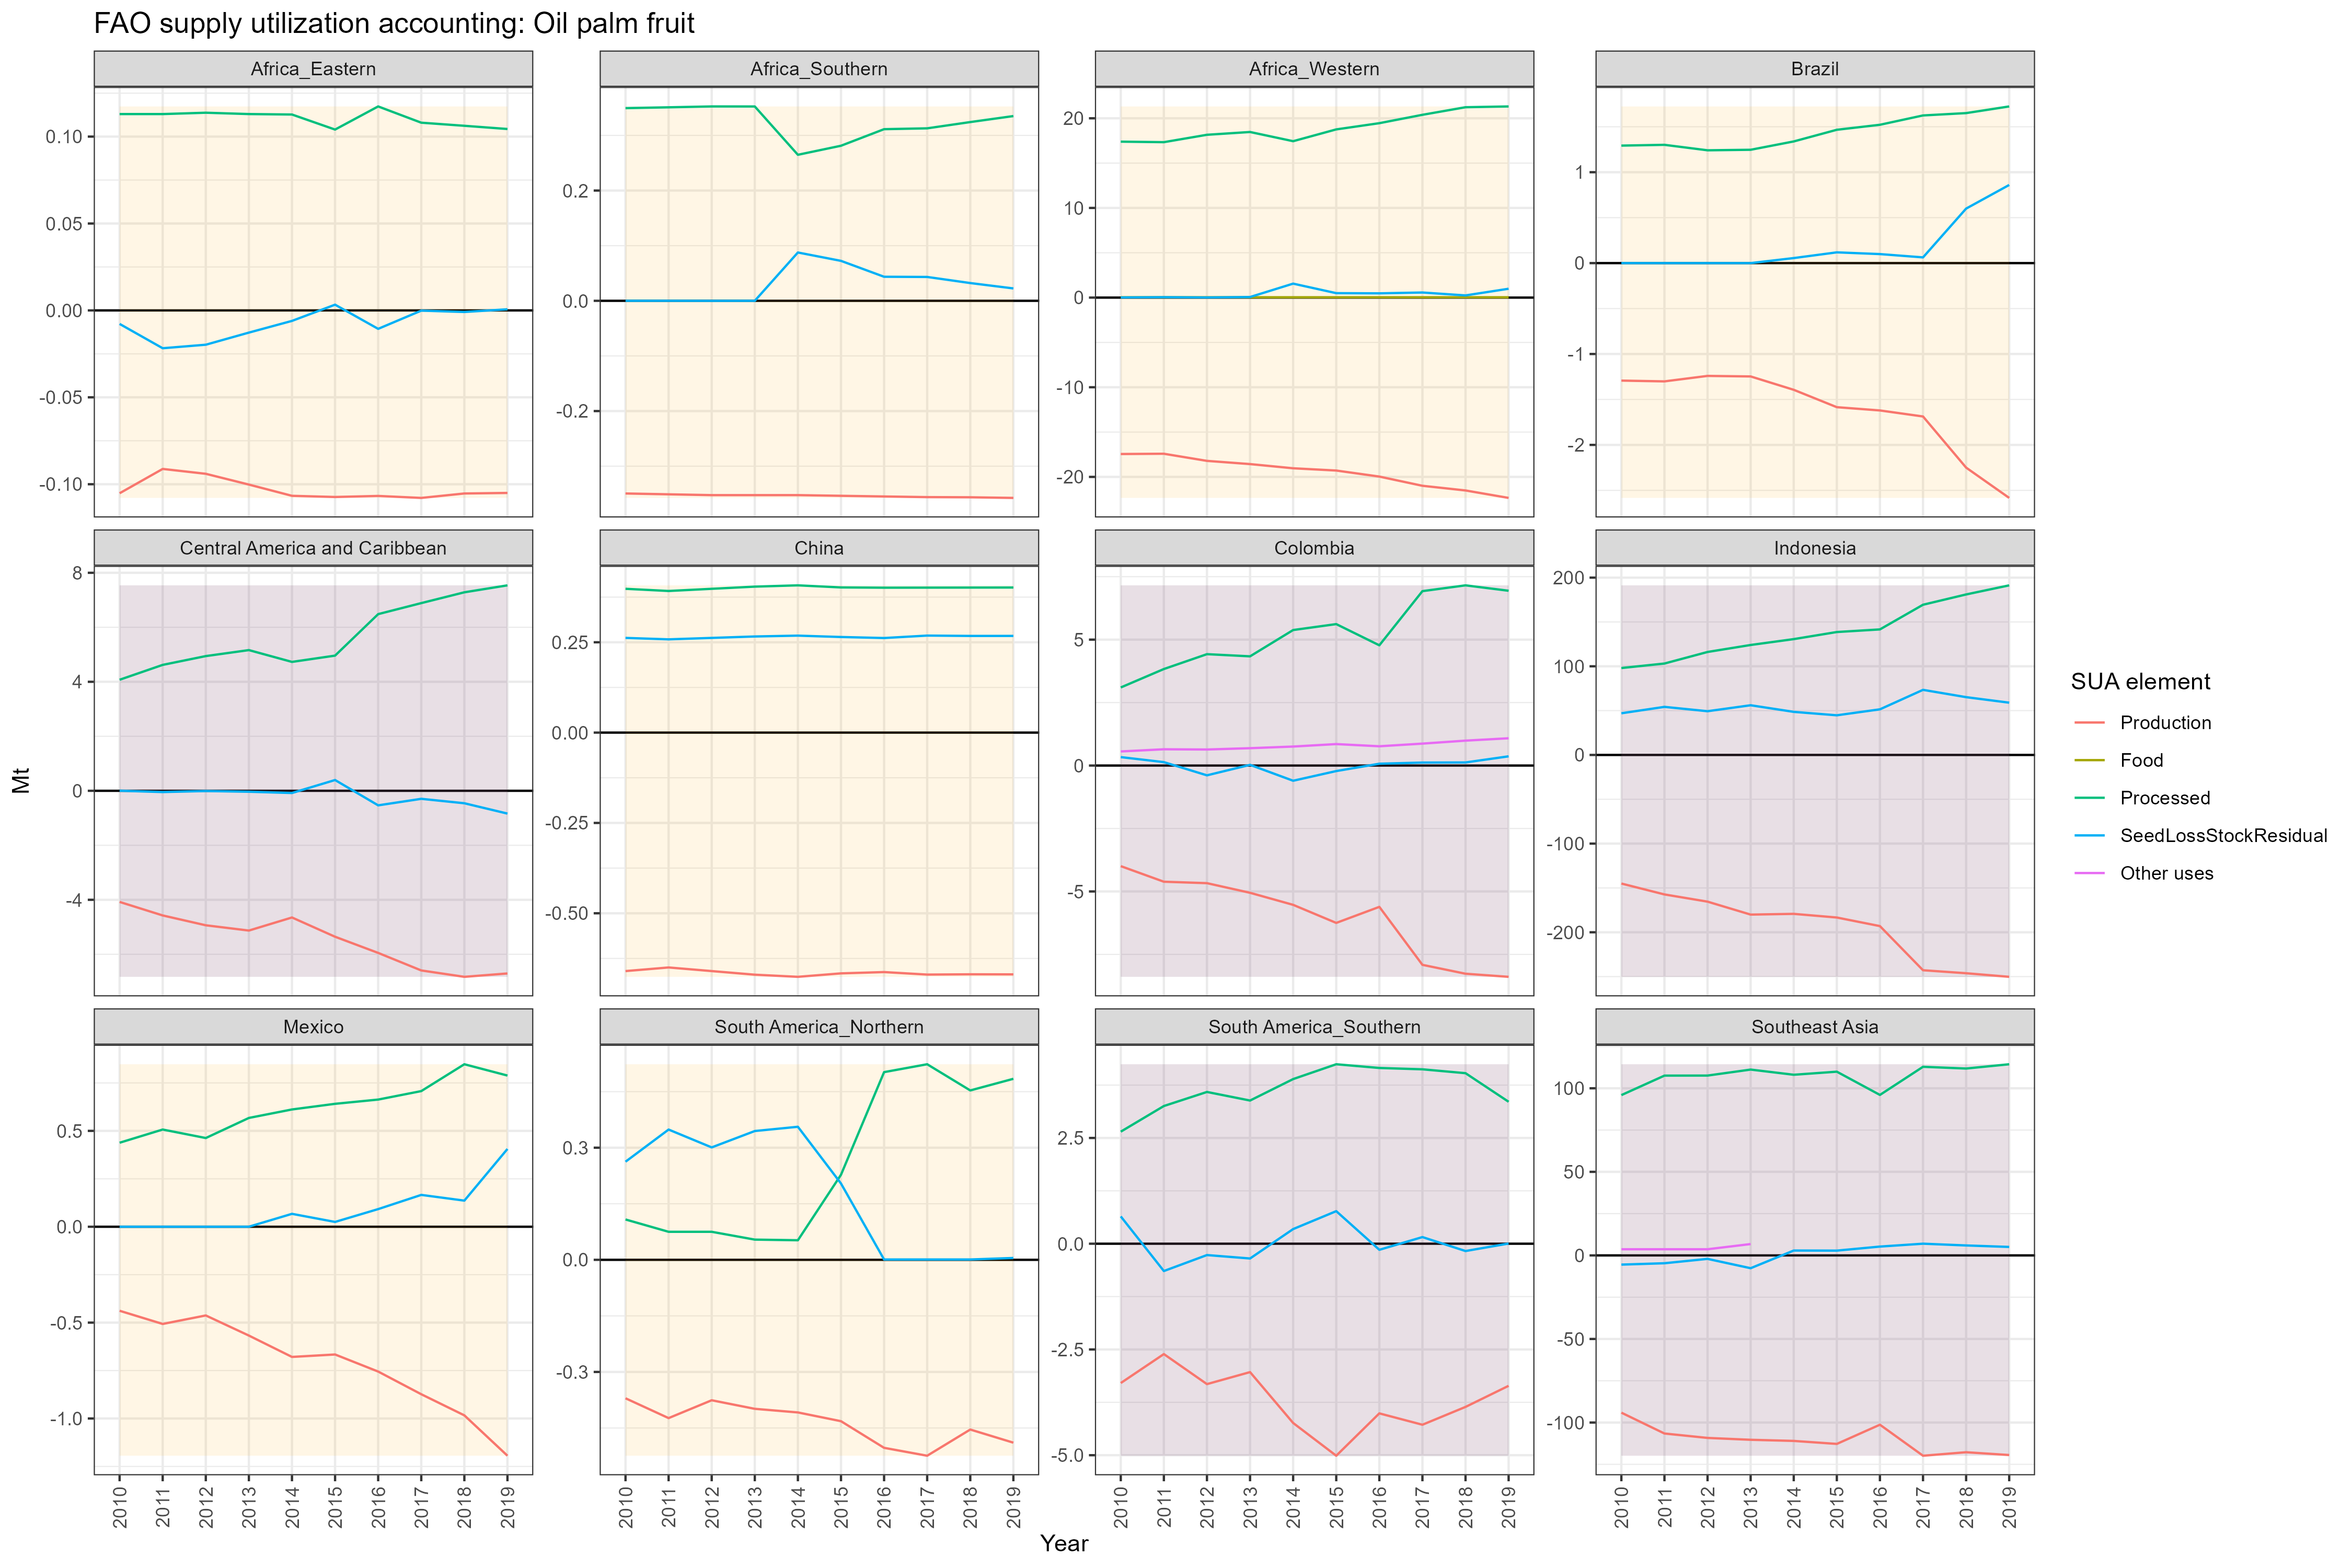 FAO supply utilization accounting: Oil palm fruit
Africa_Eastern
Africa_Southern
Africa_Western
Brazil
0.10
0.05
0.00
-0.05
-0.10
0.2
0.0
-0.2
20
10
0
-10
-20
1
0
-1
-2
Central America and Caribbean
China
Colombia
Indonesia
8
4
0
-4
0.25
0.00
-0.25
-0.50
5
0
-5
200
100
0
-100
-200
Mexico
South America_Northern
South America_Southern
Southeast Asia
0.5
0.0
-0.5
-1.0
0.3
0.0
-0.3
2.5
0.0
-2.5
-5.0
100
50
0
-50
-100
2010 2011 2012 2013 2014 2015 2016 2017 2018 2019
2010 2011 2012 2013 2014 2015 2016 2017 2018 2019
2010 2011 2012 2013 2014 2015 2016 2017 2018 2019
2010 2011 2012 2013 2014 2015 2016 2017 2018 2019
Mt
Year
SUA element
Production
Food
Processed
SeedLossStockResidual
Other uses